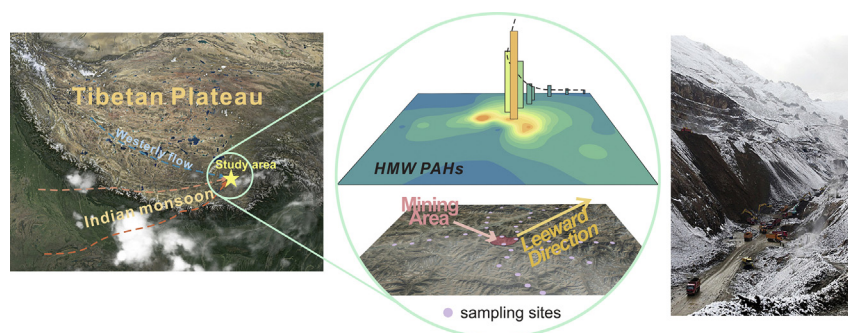 Tibetan Plateau
Westerly flow
Study area
Indian monsoon
HMW PAHs
Mining
Area
Leeward
Direction
sampling sites